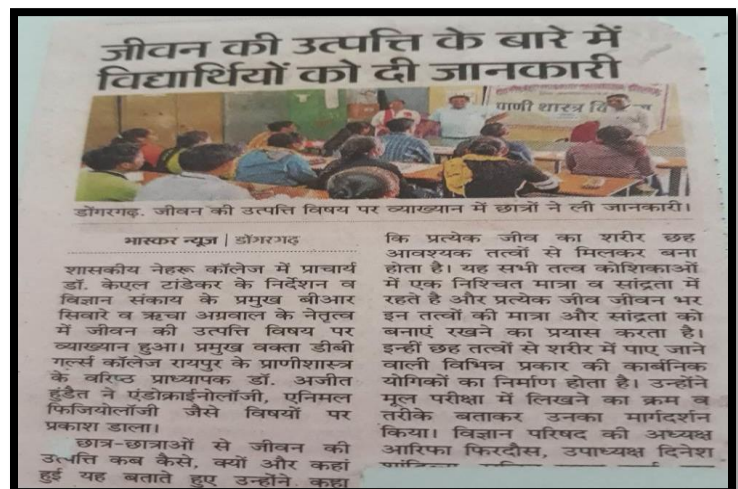 जीवन की उत्पत्ति के बारे में
विद्यार्थियों को दी जानकारी
डोंगरगढ़. जीवन की उत्पत्ति विषय पर व्याख्यान में छात्रों ने ली जानकारी।
भास्कर न्यूज | डोंगरगढ़
शासकीय नेहरू कॉलेज में प्राचार्य
डॉ. केएल टांडेकर के निर्देशन व
विज्ञान संकाय के प्रमुख बीआर
सिवारे व ऋचा अग्रवाल के नेतृत्व
में जीवन की उत्पत्ति विषय पर
व्याख्यान हुआ। प्रमुख वक्ता डीबी
गर्ल्स कॉलेज रायपुर के प्राणीशास्त्र
के वरिष्ठ प्राध्यापक डॉ. अजीत
हुंडैत ने एंडोक्राईनोलॉजी, एनिमल
फिजियोलॉजी जैसे विषयों पर
प्रकाश डाला।
छात्र-छात्राओं से जीवन की
उत्पत्ति कब कैसे, क्यों और कहां
हुई यह बताते हुए उन्होंने कहा
कि प्रत्येक जीव का शरीर छह
आवश्यक तत्वों से मिलकर बना
होता है। यह सभी तत्व कोशिकाओं
में एक निश्चित मात्रा व सांद्रता में
रहते है और प्रत्येक जीव जीवन भर
इन तत्वों की मात्रा और सांद्रता को
बनाएं रखने का प्रयास करता है।
इन्हीं छह तत्वों से शरीर में पाए जाने
वाली विभिन्न प्रकार की कार्बनिक
योगिकों का निर्माण होता है। उन्होंने
मूल परीक्षा में लिखने का क्रम व
तरीके बताकर उनका मार्गदर्शन
किया। विज्ञान परिषद की अध्यक्ष
आरिफा फिरदौस, उपाध्यक्ष दिनेश